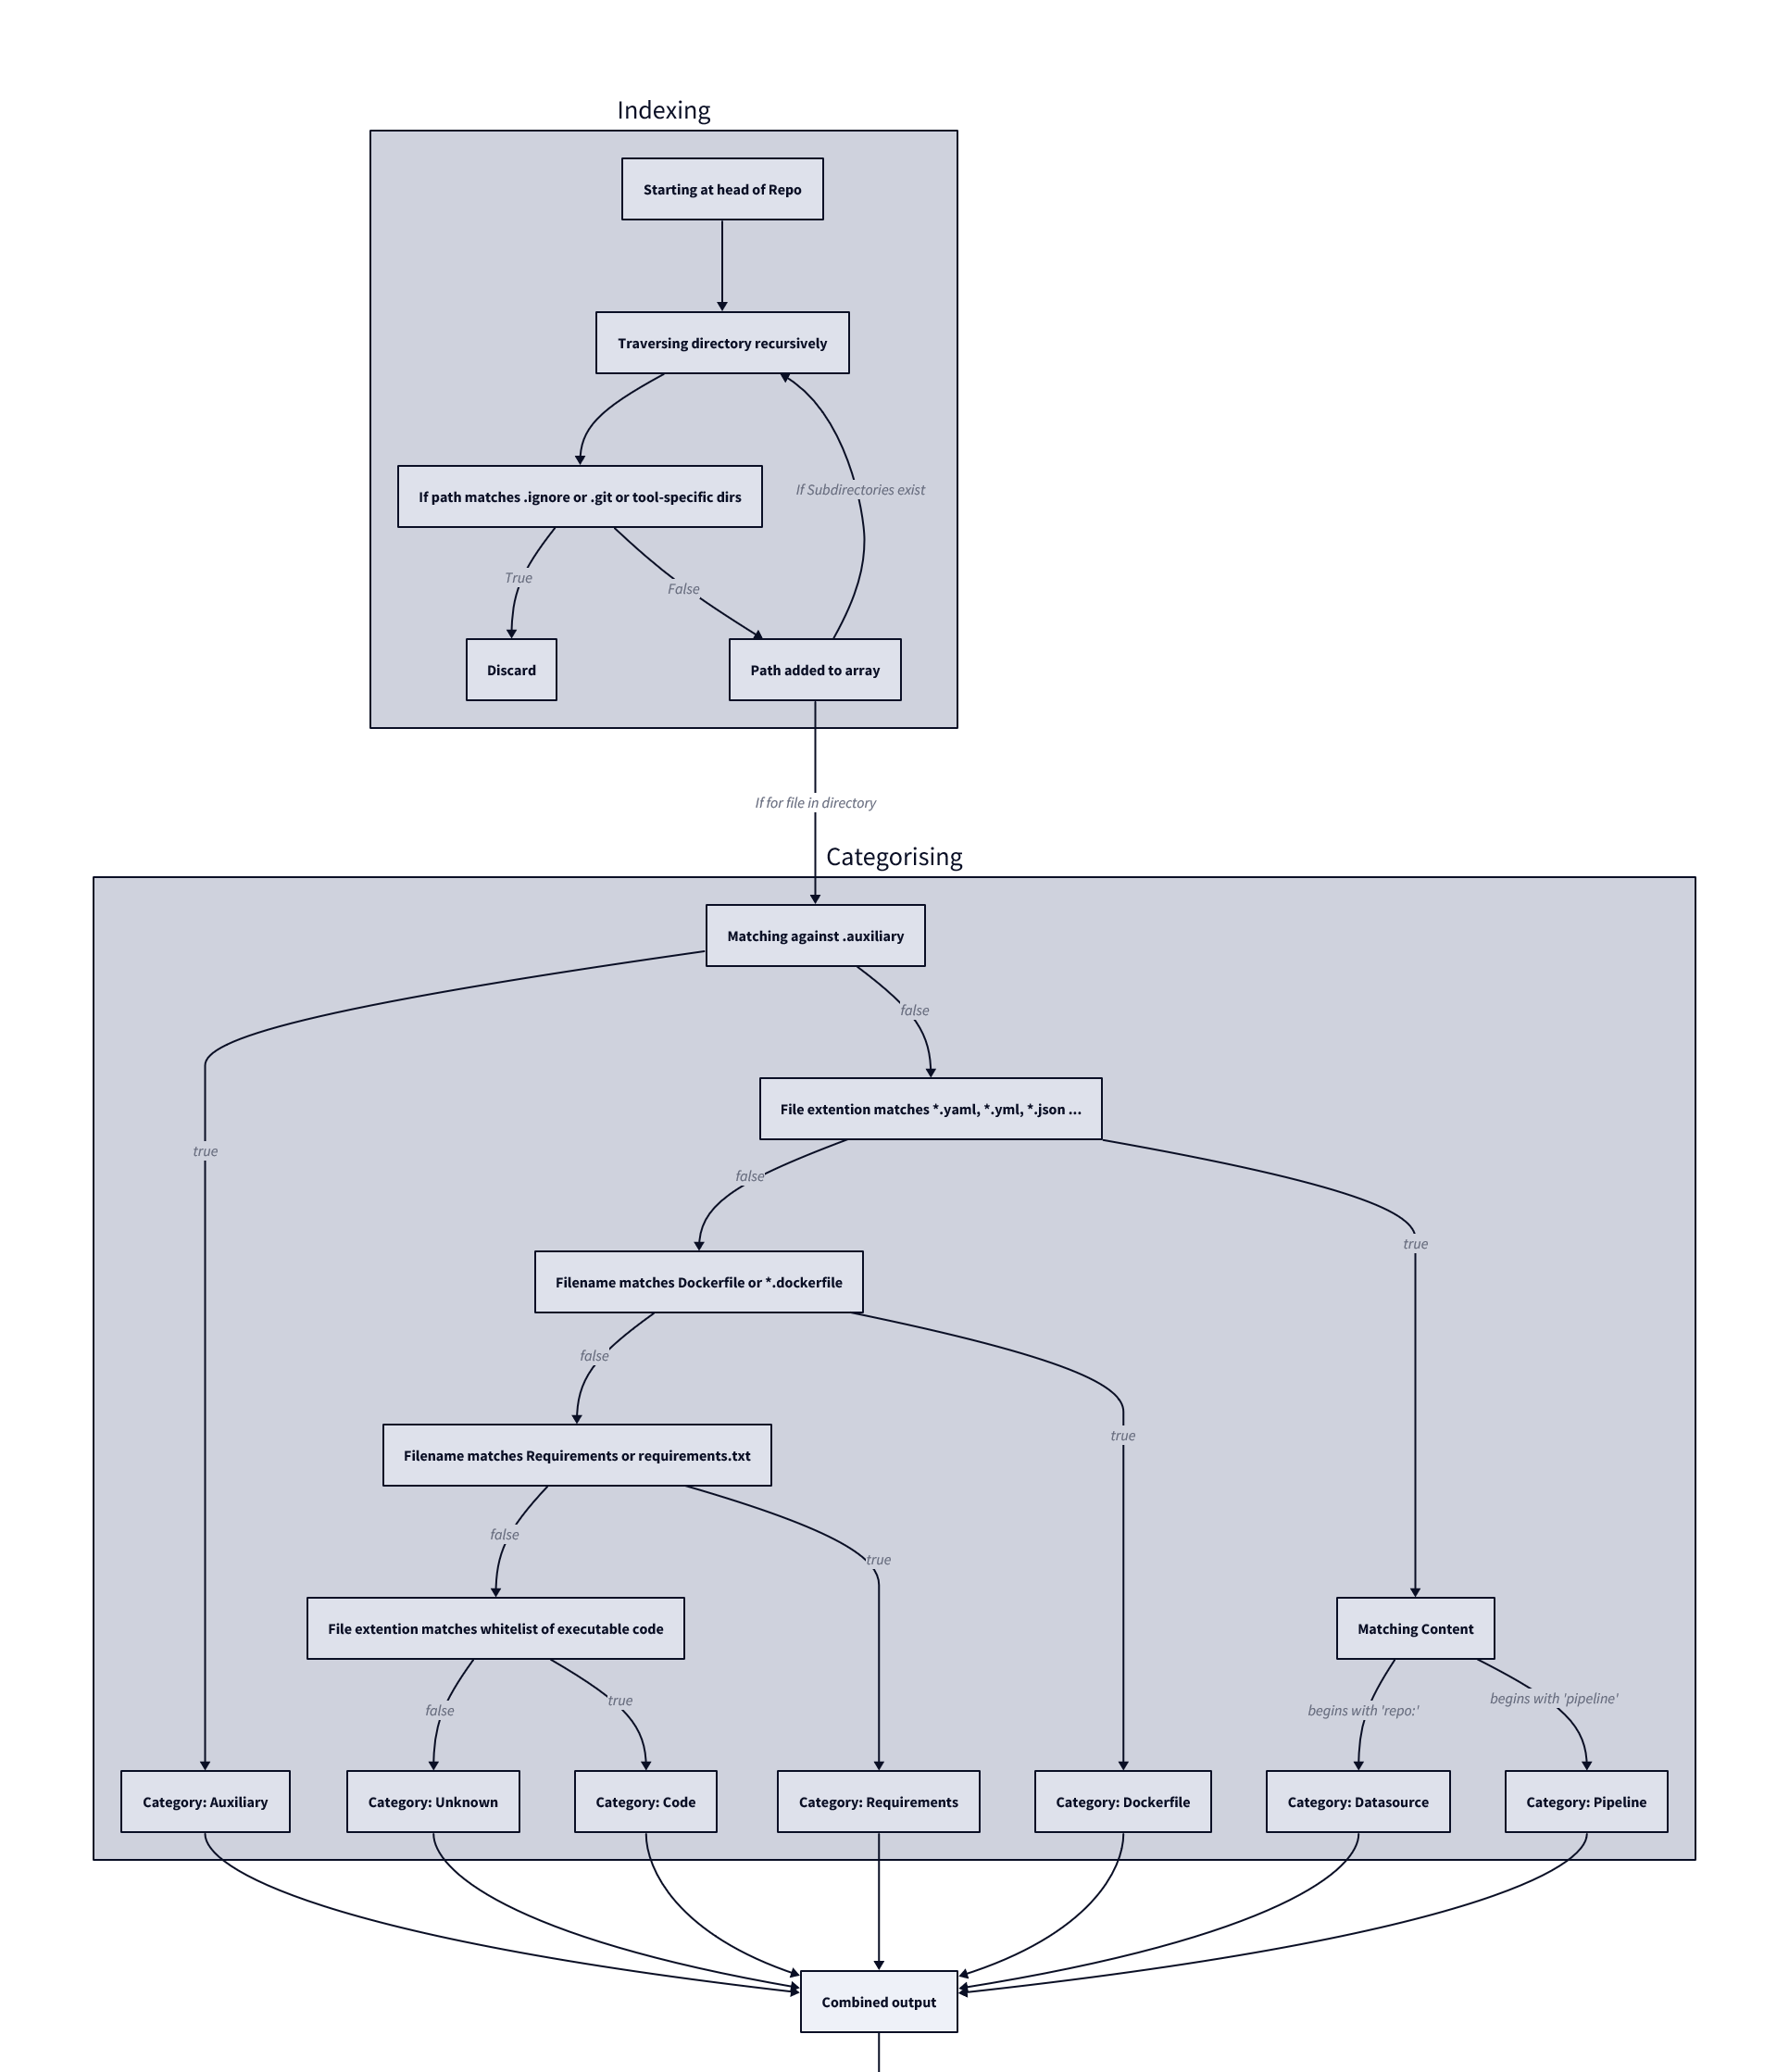 Indexing
Starting at head of Repo
Traversing directory recursively
If Subdirectories exist
If path matches .ignore or .git or tool-specific dirs
True
False
Discard
Path added to array
If for file in directory
Categorising
Matching against .auxiliary
false
File extention matches *.yaml, *.yml, *.json ...
true
false
true
Filename matches Dockerfile or *.dockerfile
false
true
Filename matches Requirements or requirements.txt
false
true
File extention matches whitelist of executable code
Matching Content
false
true
begins with 'repo:'
begins with 'pipeline'
Category: Auxiliary
Category: Unknown
Category: Code
Category: Requirements
Category: Dockerfile
Category: Datasource
Category: Pipeline
Combined output